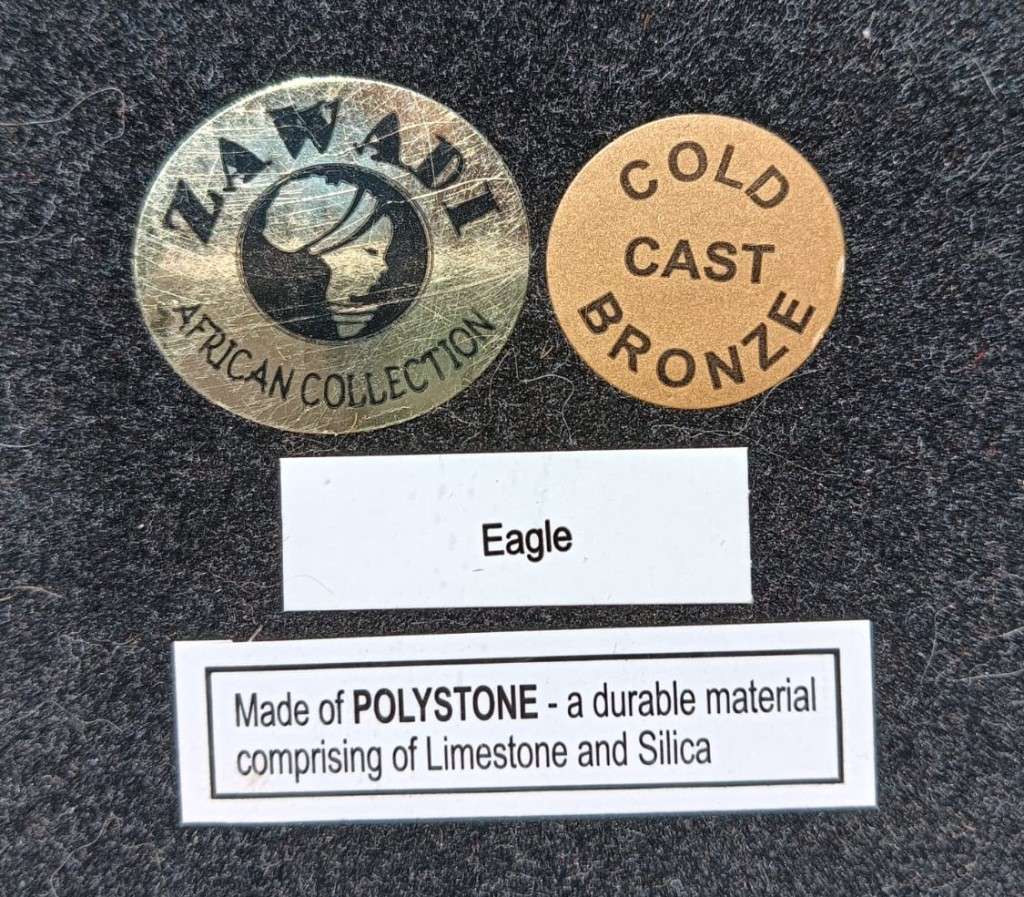 ZAWADI
AFRICAN COLLECTION
COLD
CAST
BRONZE
Eagle
Made of POLYSTONE - a durable material
comprising of Limestone and Silica